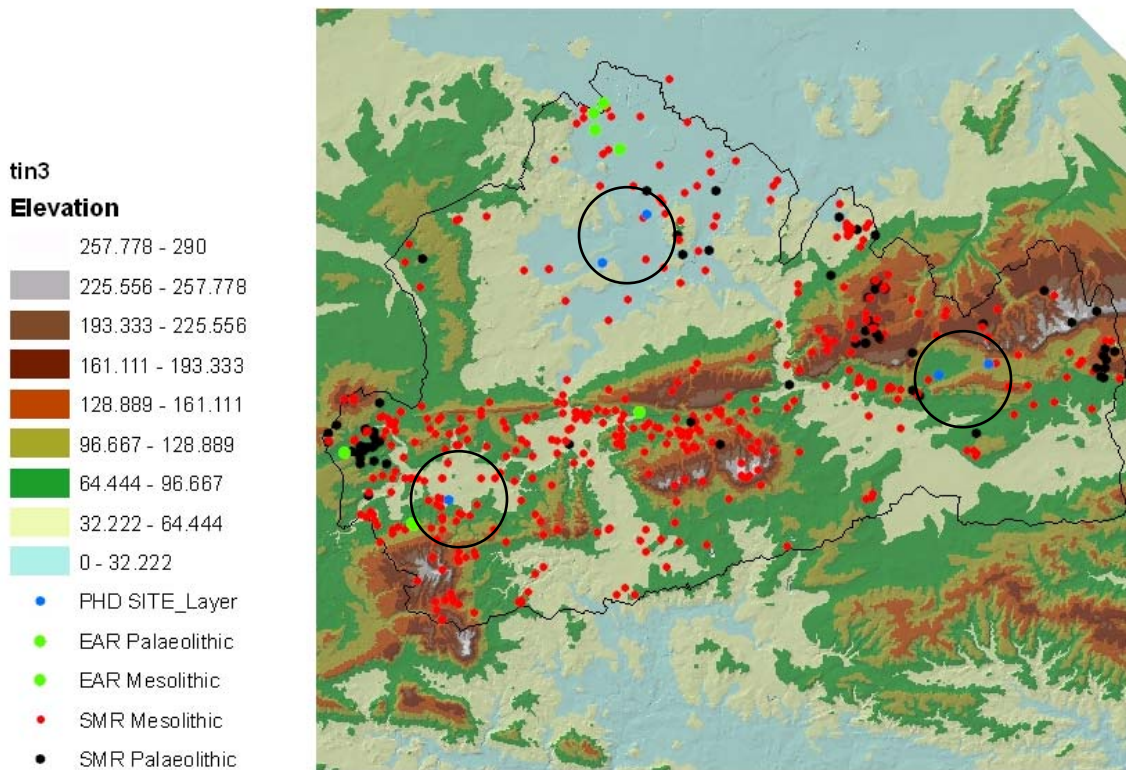 tin3
Elevation
257.778 - 290
225.556 - 257.778
193.333 - 225.556
161.111 - 193.333
128.889 - 161.111
96.667 - 128.889
64.444 - 96.667
32.222 - 64.444
0 - 32.222
PHD SITE_Layer
EAR Palaeolithic
EAR Mesolithic
SMR Mesolithic
SMR Palaeolithic